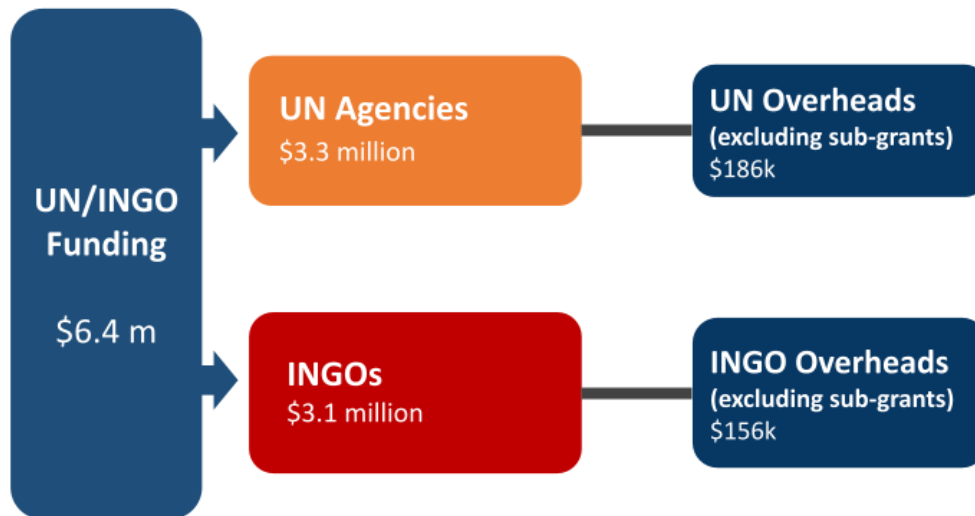 UN/INGO
Funding
$6.4 m
UN Agencies
$3.3 million
UN Overheads
(excluding sub-grants)
$186k
INGOs
$3.1 million
INGO Overheads
(excluding sub-grants)
$156k